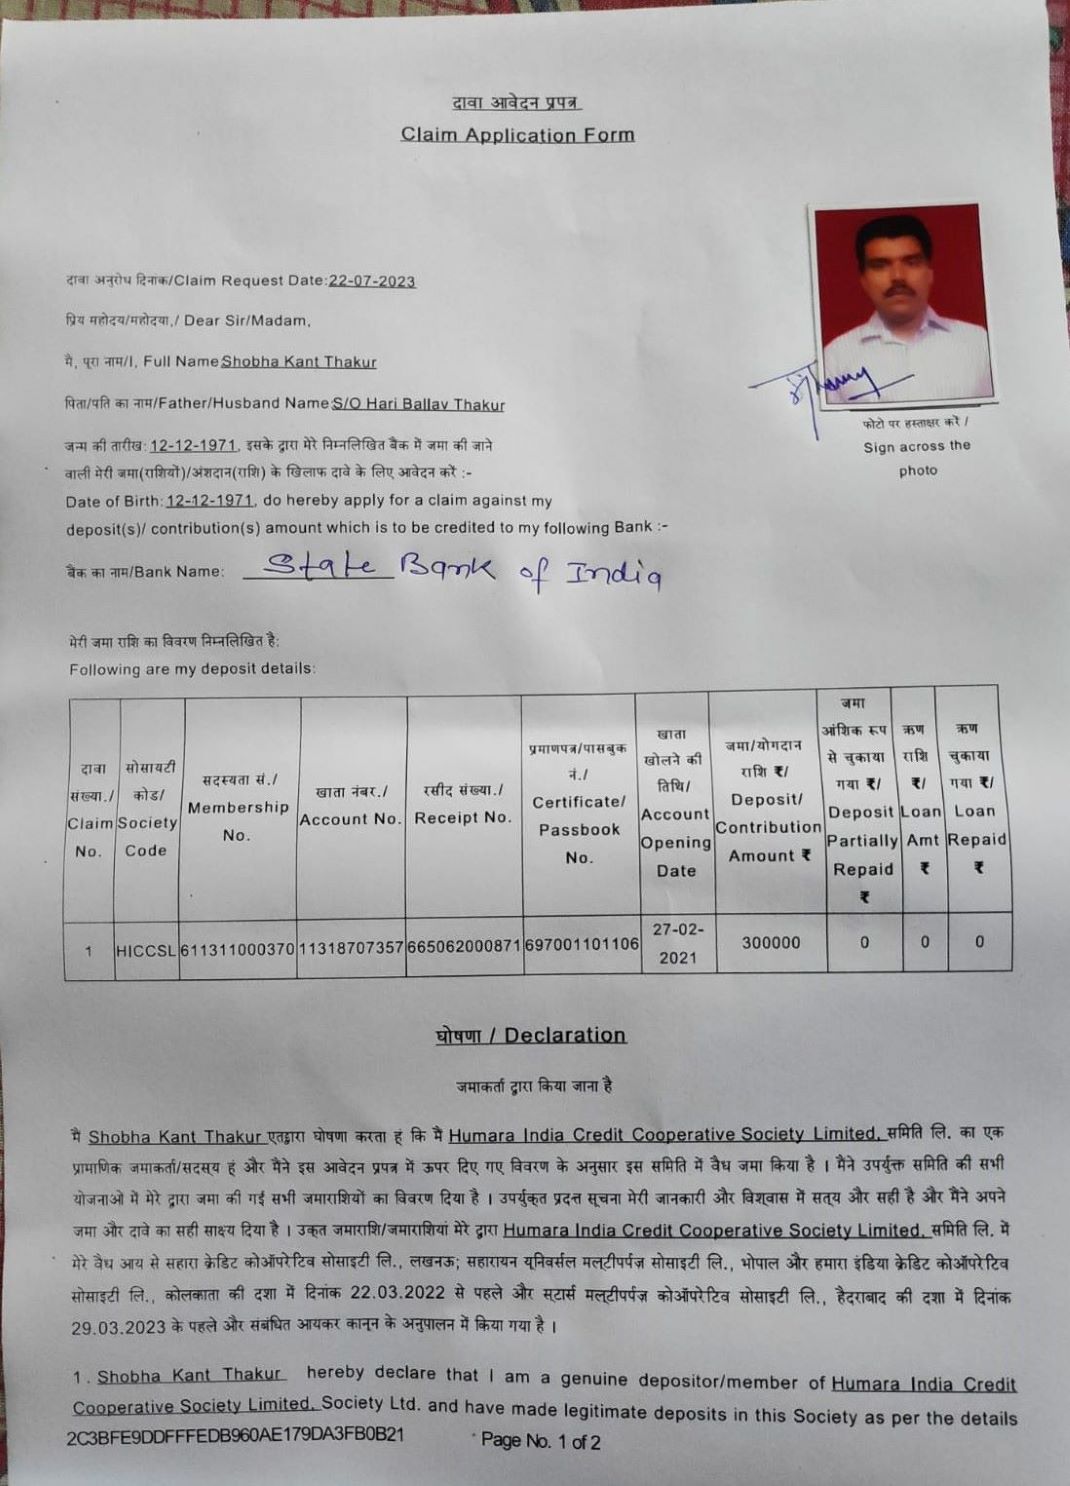 दावा आवेदन प्रपत्र
Claim Application Form
दावा अनुरोध दिनांक/Claim Request Date:22-07-2023
प्रिय महोदय/महोदया,/ Dear Sir/Madam,
मै, पूरा नाम/I, Full Name Shobha Kant Thakur
पिता/पति का नाम/Father/Husband Name S/O Hari Ballav Thakur
फोटो पर हस्ताक्षर करें /
Sign across the
photo
जन्म की तारीख: 12-12-1971, इसके द्वारा मेरे निम्नलिखित बैंक में जमा की जाने
वाली मेरी जमा(राशियों)/अंशदान(राशि) के खिलाफ दावे के लिए आवेदन करें :-
Date of Birth: 12-12-1971, do hereby apply for a claim against my
deposit(s)/ contribution(s) amount which is to be credited to my following Bank :-
बैंक का नाम/Bank Name: State Bank of India
मेरी जमा राशि का विवरण निम्नलिखित है:
Following are my deposit details:
दावा संख्या./ Claim No.
सोसायटी कोड/ Society Code
सदस्यता सं./ Membership No.
खाता नंबर./ Account No.
रसीद संख्या./ Receipt No.
प्रमाणपत्र/पासबुक नं./ Certificate/ Passbook No.
खाता खोलने की तिथि/ Account Opening Date
जमा/योगदान राशि ₹/ Deposit/ Contribution Amount ₹
जमा आंशिक रूप से चुकाया गया ₹/ Deposit Partially Repaid ₹
ऋण राशि ₹/ Loan Amt ₹
ऋण चुकाया गया ₹/ Loan Repaid ₹
1 HICCSL 611311000370 11318707357 665062000871 697001101106 27-02-2021 300000 0 0 0
घोषणा / Declaration
जमाकर्ता द्वारा किया जाना है
मै Shobha Kant Thakur एतद्वारा घोषणा करता हूं कि मैं Humara India Credit Cooperative Society Limited, समिति लि. का एक
प्रामाणिक जमाकर्ता/सदस्य हूं और मैंने इस आवेदन प्रपत्र में ऊपर दिए गए विवरण के अनुसार इस समिति में वैध जमा किया है । मैंने उपर्युक्त समिति की सभी
योजनाओं में मेरे द्वारा जमा की गई सभी जमाराशियों का विवरण दिया है । उपर्युक्त प्रदत्त सूचना मेरी जानकारी और विश्वास में सत्य और सही है और मैंने अपने
जमा और दावे का सही साक्ष्य दिया है । उक्त जमाराशि/जमाराशियां मेरे द्वारा Humara India Credit Cooperative Society Limited, समिति लि. में
मेरे वैध आय से सहारा क्रेडिट कोऑपरेटिव सोसाइटी लि., लखनऊ; सहारायन यूनिवर्सल मल्टीपर्पज़ सोसाइटी लि., भोपाल और हमारा इंडिया क्रेडिट कोऑपरेटिव
सोसाइटी लि., कोलकाता की दशा में दिनांक 22.03.2022 से पहले और स्टार्स मल्टीपर्पज़ कोऑपरेटिव सोसाइटी लि., हैदराबाद की दशा में दिनांक
29.03.2023 के पहले और संबंधित आयकर कानून के अनुपालन में किया गया है ।
1 . Shobha Kant Thakur hereby declare that I am a genuine depositor/member of Humara India Credit
Cooperative Society Limited, Society Ltd. and have made legitimate deposits in this Society as per the details
2C3BFE9DDFFFEDB960AE179DA3FB0B21 Page No. 1 of 2